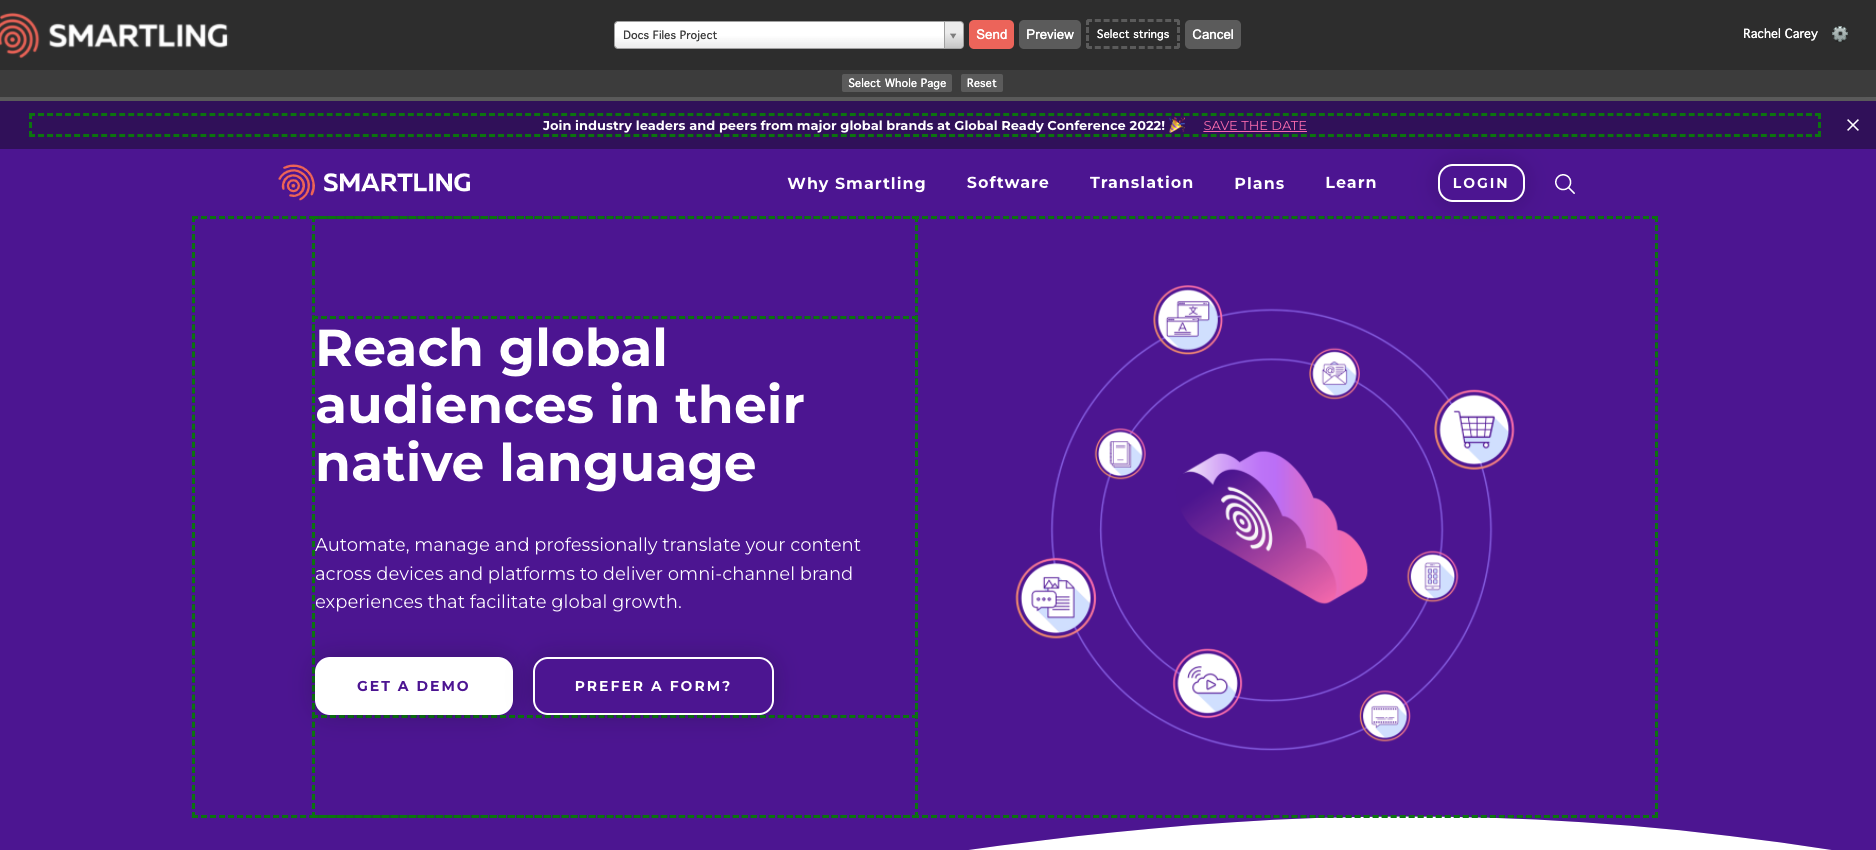 SMARTLING
Docs Files Project
Send
Preview
Select strings
Cancel
Rachel Carey
Select Whole Page
Reset
Join industry leaders and peers from major global brands at Global Ready Conference 2022! 🎉 SAVE THE DATE
SMARTLING
Why Smartling
Software
Translation
Plans
Learn
LOGIN
Reach global
audiences in their
native language
Automate, manage and professionally translate your content
across devices and platforms to deliver omni-channel brand
experiences that facilitate global growth.
GET A DEMO
PREFER A FORM?